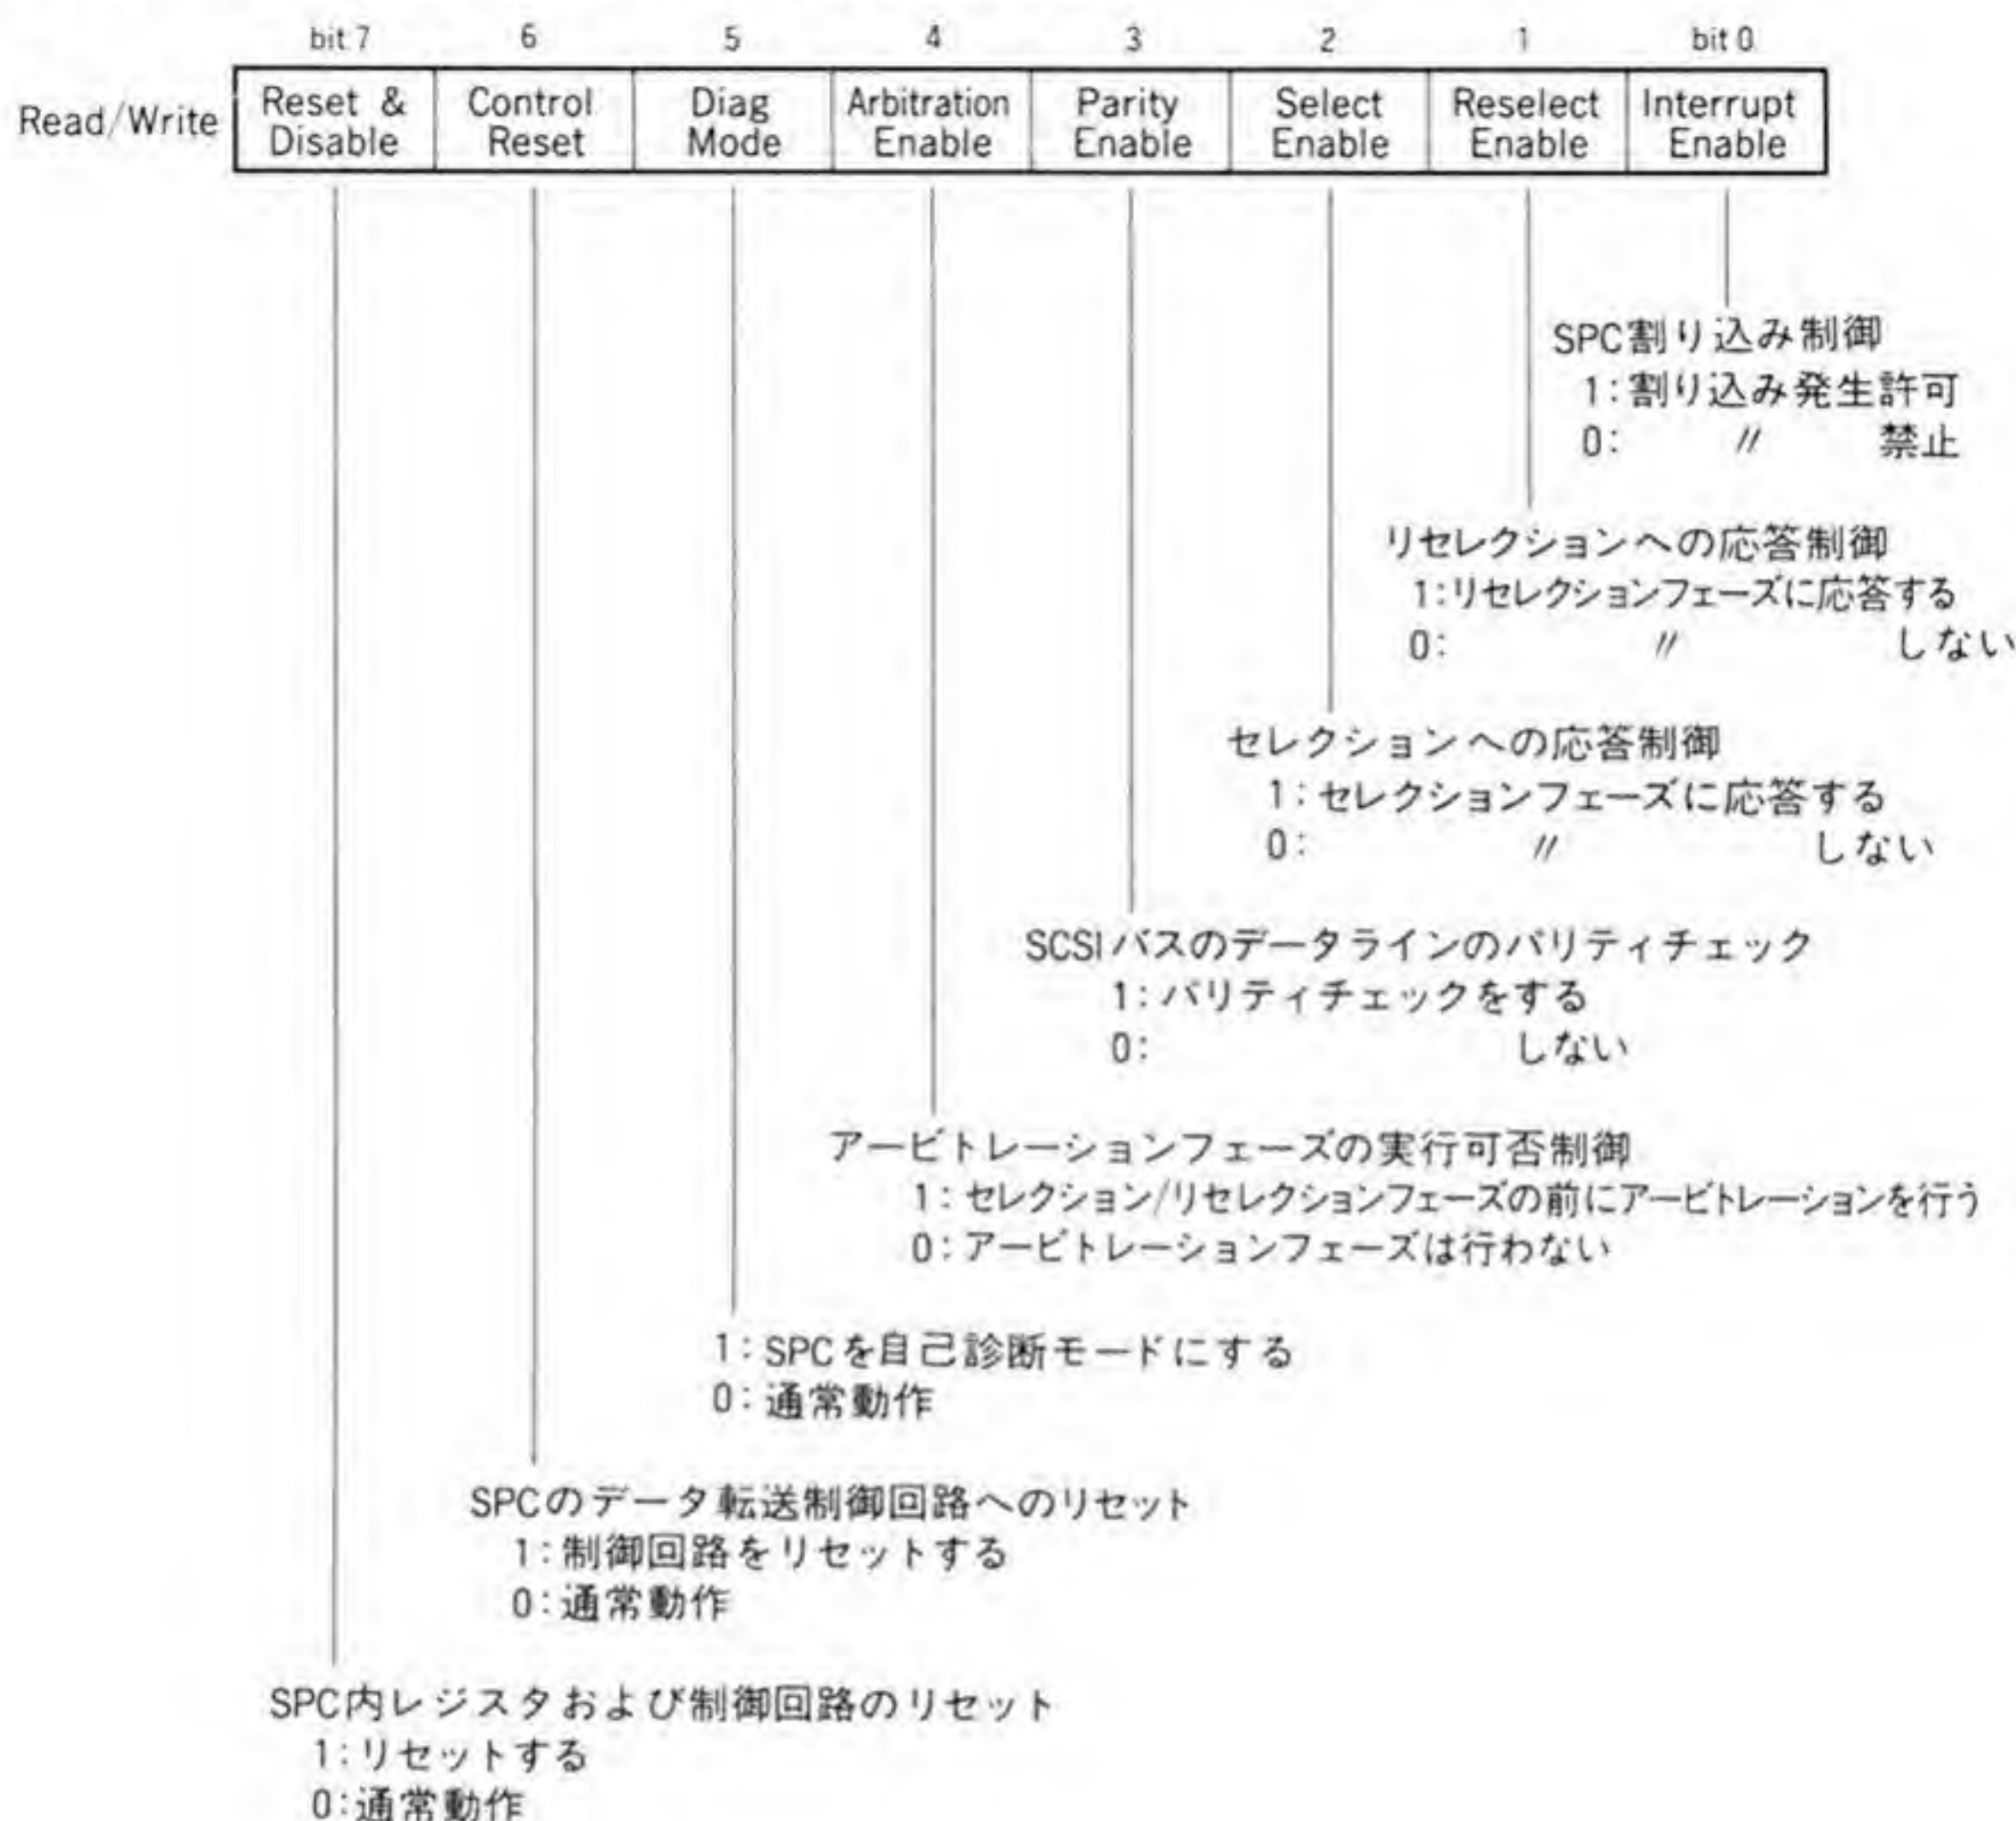 bit 7 6 5 4 3 2 1 bit 0
Read/Write
Reset & Disable
Control Reset
Diag Mode
Arbitration Enable
Parity Enable
Select Enable
Reselect Enable
Interrupt Enable
SPC割り込み制御
1:割り込み発生許可
0: 〃 禁止
リセレクションへの応答制御
1:リセレクションフェーズに応答する
0: 〃 しない
セレクションへの応答制御
1:セレクションフェーズに応答する
0: 〃 しない
SCSIバスのデータラインのパリティチェック
1:パリティチェックをする
0: しない
アービトレーションフェーズの実行可否制御
1:セレクション/リセレクションフェーズの前にアービトレーションを行う
0:アービトレーションフェーズは行わない
1:SPCを自己診断モードにする
0:通常動作
SPCのデータ転送制御回路へのリセット
1:制御回路をリセットする
0:通常動作
SPC内レジスタおよび制御回路のリセット
1:リセットする
0:通常動作